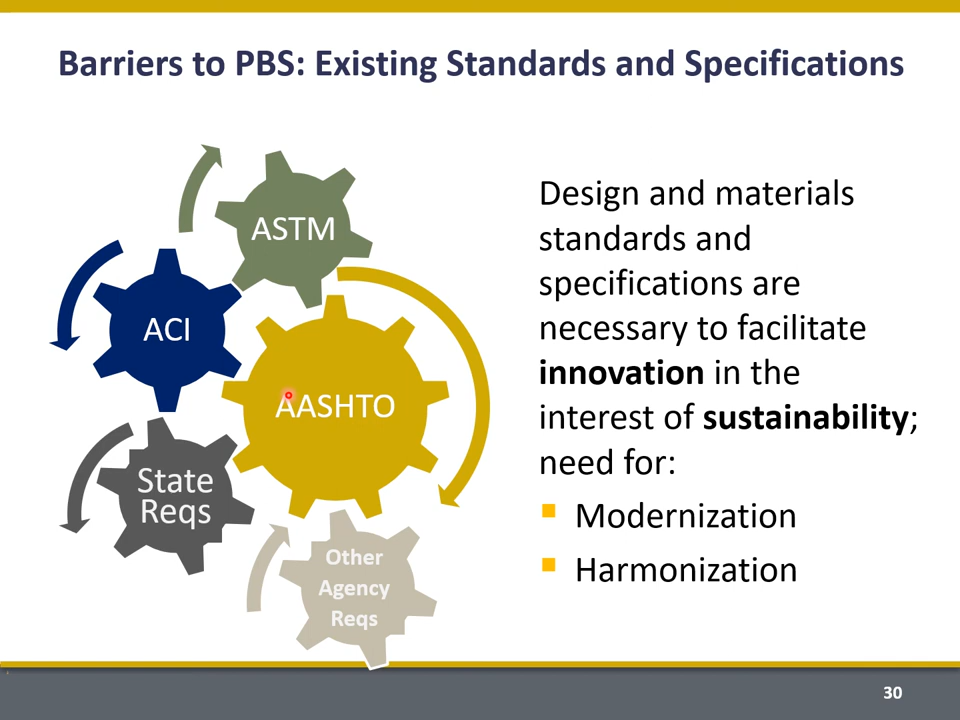 Barriers to PBS: Existing Standards and Specifications
ASTM
ACI
AASHTO
State
Reqs
Other
Agency
Reqs
Design and materials
standards and
specifications are
necessary to facilitate
innovation in the
interest of sustainability;
need for:
Modernization
Harmonization
30